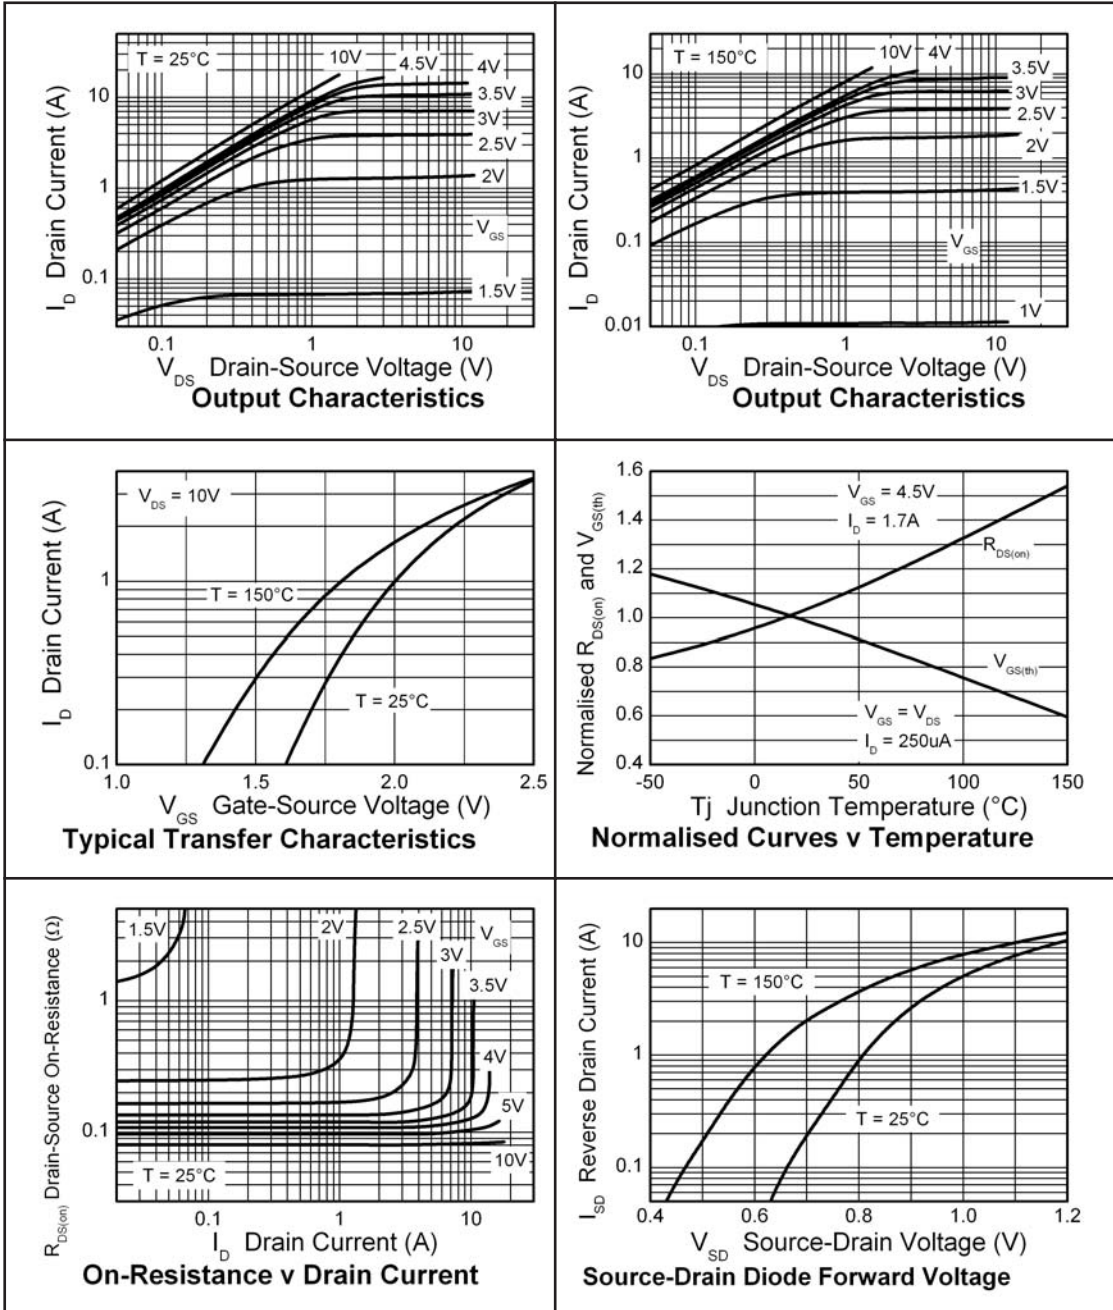 T = 25°C
10V
4.5V
4V
3.5V
3V
2.5V
2V
V_GS
1.5V
10
1
0.1
I_D Drain Current (A)
0.1 1 10
V_DS Drain-Source Voltage (V)
Output Characteristics
T = 150°C
10V
4V
3.5V
3V
2.5V
2V
1.5V
V_GS
1V
10
1
0.1
0.01
I_D Drain Current (A)
0.1 1 10
V_DS Drain-Source Voltage (V)
Output Characteristics
V_DS = 10V
T = 150°C
T = 25°C
1
0.1
I_D Drain Current (A)
1.0 1.5 2.0 2.5
V_GS Gate-Source Voltage (V)
Typical Transfer Characteristics
1.6
1.4
1.2
1.0
0.8
0.6
0.4
Normalised R_DS(on) and V_GS(th)
V_GS = 4.5V
I_D = 1.7A
R_DS(on)
V_GS(th)
V_GS = V_DS
I_D = 250uA
-50 0 50 100 150
Tj Junction Temperature (°C)
Normalised Curves v Temperature
1.5V
2V
2.5V
V_GS
3V
3.5V
4V
5V
10V
T = 25°C
1
0.1
R_DS(on) Drain-Source On-Resistance (Ω)
0.1 1 10
I_D Drain Current (A)
On-Resistance v Drain Current
T = 150°C
T = 25°C
10
1
0.1
I_SD Reverse Drain Current (A)
0.4 0.6 0.8 1.0 1.2
V_SD Source-Drain Voltage (V)
Source-Drain Diode Forward Voltage